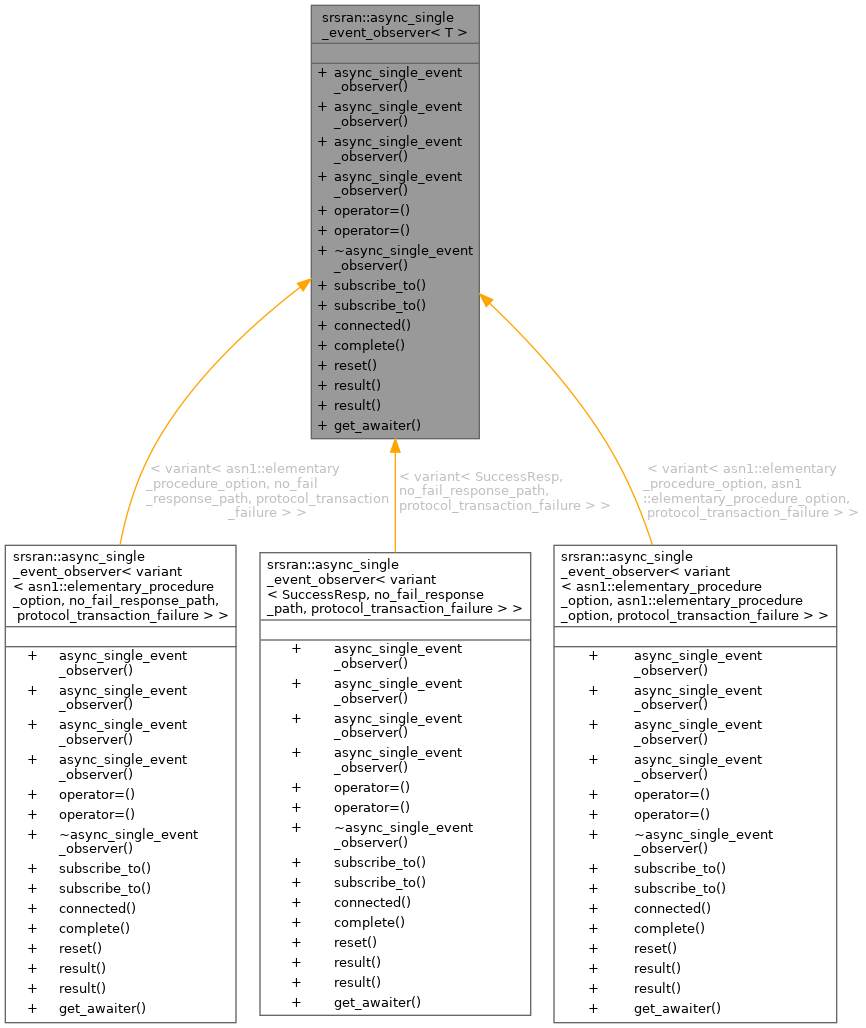 srsran::async_single
_event_observer< T >
+ async_single_event
_observer()
+ async_single_event
_observer()
+ async_single_event
_observer()
+ async_single_event
_observer()
+ operator=()
+ operator=()
+ ~async_single_event
_observer()
+ subscribe_to()
+ subscribe_to()
+ connected()
+ complete()
+ reset()
+ result()
+ result()
+ get_awaiter()
< variant< asn1::elementary
_procedure_option, no_fail
_response_path, protocol_transaction
_failure > >
< variant< SuccessResp,
no_fail_response_path,
protocol_transaction_failure > >
< variant< asn1::elementary
_procedure_option, asn1
::elementary_procedure_option,
protocol_transaction_failure > >
srsran::async_single
_event_observer< variant
< asn1::elementary_procedure
_option, no_fail_response_path,
protocol_transaction_failure > >
+ async_single_event
_observer()
+ async_single_event
_observer()
+ async_single_event
_observer()
+ async_single_event
_observer()
+ operator=()
+ operator=()
+ ~async_single_event
_observer()
+ subscribe_to()
+ subscribe_to()
+ connected()
+ complete()
+ reset()
+ result()
+ result()
+ get_awaiter()
srsran::async_single
_event_observer< variant
< SuccessResp, no_fail_response
_path, protocol_transaction_failure > >
+ async_single_event
_observer()
+ async_single_event
_observer()
+ async_single_event
_observer()
+ async_single_event
_observer()
+ operator=()
+ operator=()
+ ~async_single_event
_observer()
+ subscribe_to()
+ subscribe_to()
+ connected()
+ complete()
+ reset()
+ result()
+ result()
+ get_awaiter()
srsran::async_single
_event_observer< variant
< asn1::elementary_procedure
_option, asn1::elementary_procedure
_option, protocol_transaction_failure > >
+ async_single_event
_observer()
+ async_single_event
_observer()
+ async_single_event
_observer()
+ async_single_event
_observer()
+ operator=()
+ operator=()
+ ~async_single_event
_observer()
+ subscribe_to()
+ subscribe_to()
+ connected()
+ complete()
+ reset()
+ result()
+ result()
+ get_awaiter()